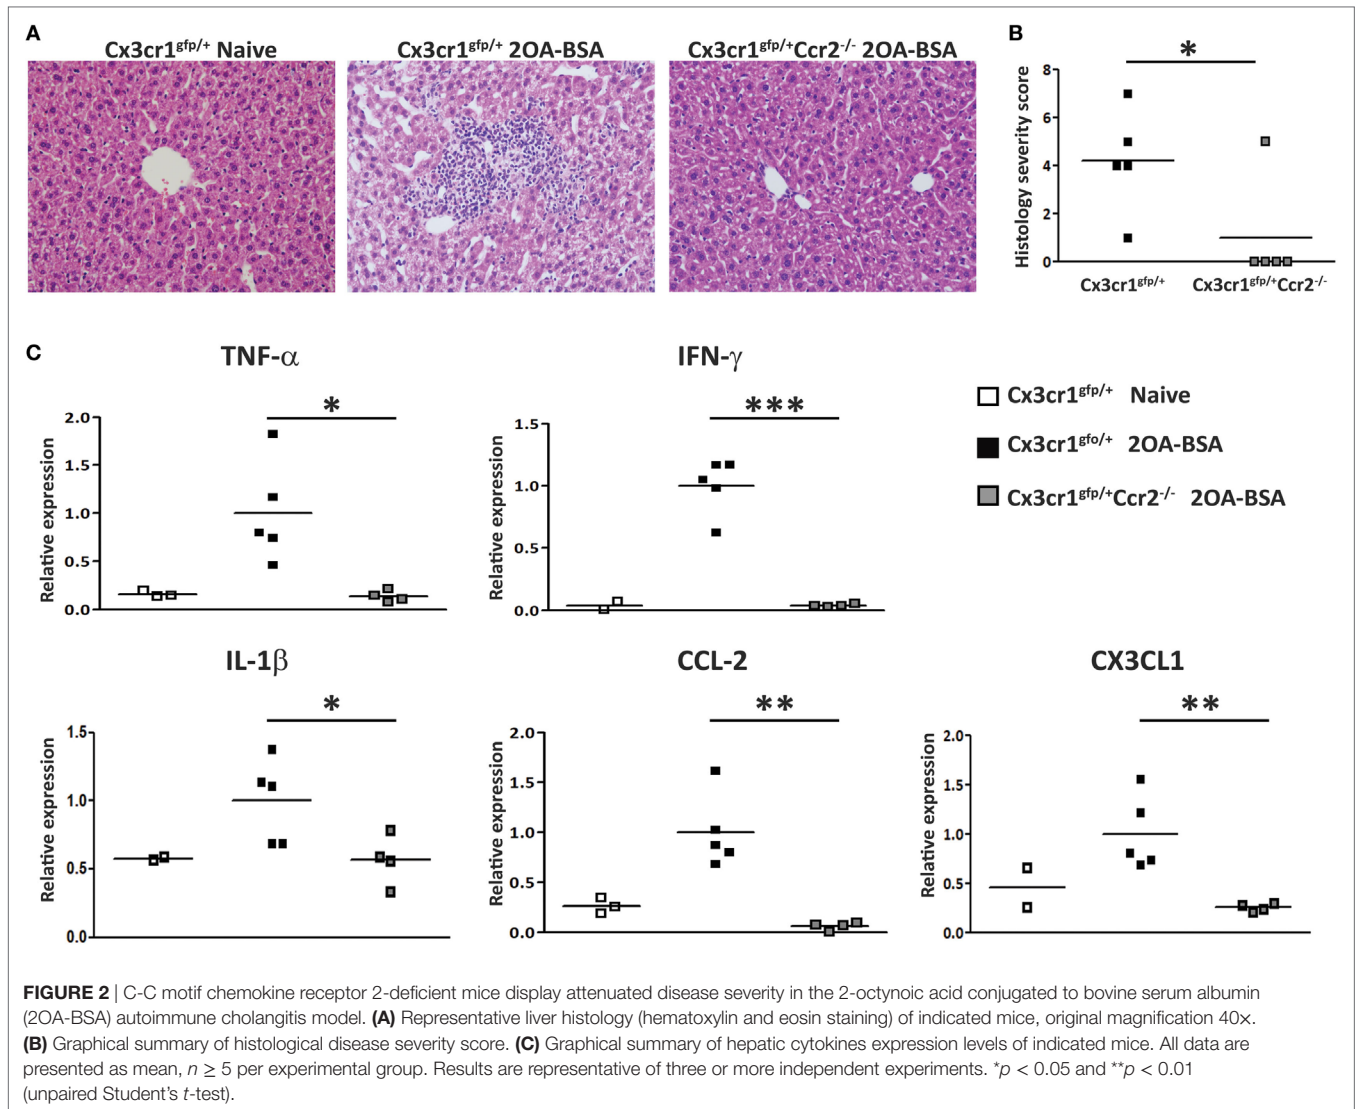 A
Cx3cr1gfp/+ Naive
Cx3cr1gfp/+ 2OA-BSA
Cx3cr1gfp/+Ccr2-/- 2OA-BSA
B
*
Histology severity score
8
6
4
2
0
Cx3cr1gfp/+
Cx3cr1gfp/+Ccr2-/-
C
TNF-α
*
Relative expression
2.0
1.5
1.0
0.5
0.0
IFN-γ
***
Relative expression
1.5
1.0
0.5
0.0
Cx3cr1gfp/+ Naive
Cx3cr1gfo/+ 2OA-BSA
Cx3cr1gfp/+Ccr2-/- 2OA-BSA
IL-1β
*
Relative expression
1.5
1.0
0.5
0.0
CCL-2
**
Relative expression
2.0
1.5
1.0
0.5
0.0
CX3CL1
**
Relative expression
2.0
1.5
1.0
0.5
0.0
FIGURE 2 | C-C motif chemokine receptor 2-deficient mice display attenuated disease severity in the 2-octynoic acid conjugated to bovine serum albumin
(2OA-BSA) autoimmune cholangitis model. (A) Representative liver histology (hematoxylin and eosin staining) of indicated mice, original magnification 40×.
(B) Graphical summary of histological disease severity score. (C) Graphical summary of hepatic cytokines expression levels of indicated mice. All data are
presented as mean, n ≥ 5 per experimental group. Results are representative of three or more independent experiments. *p < 0.05 and **p < 0.01
(unpaired Student's t-test).